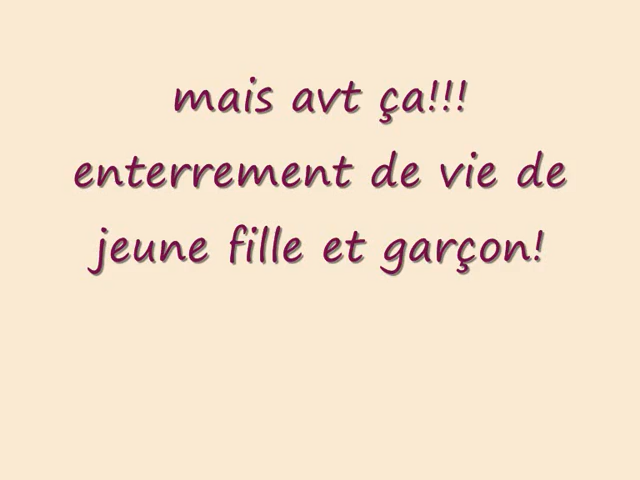 mais avt ça!!!
enterrement de vie de
jeune fille et garçon!